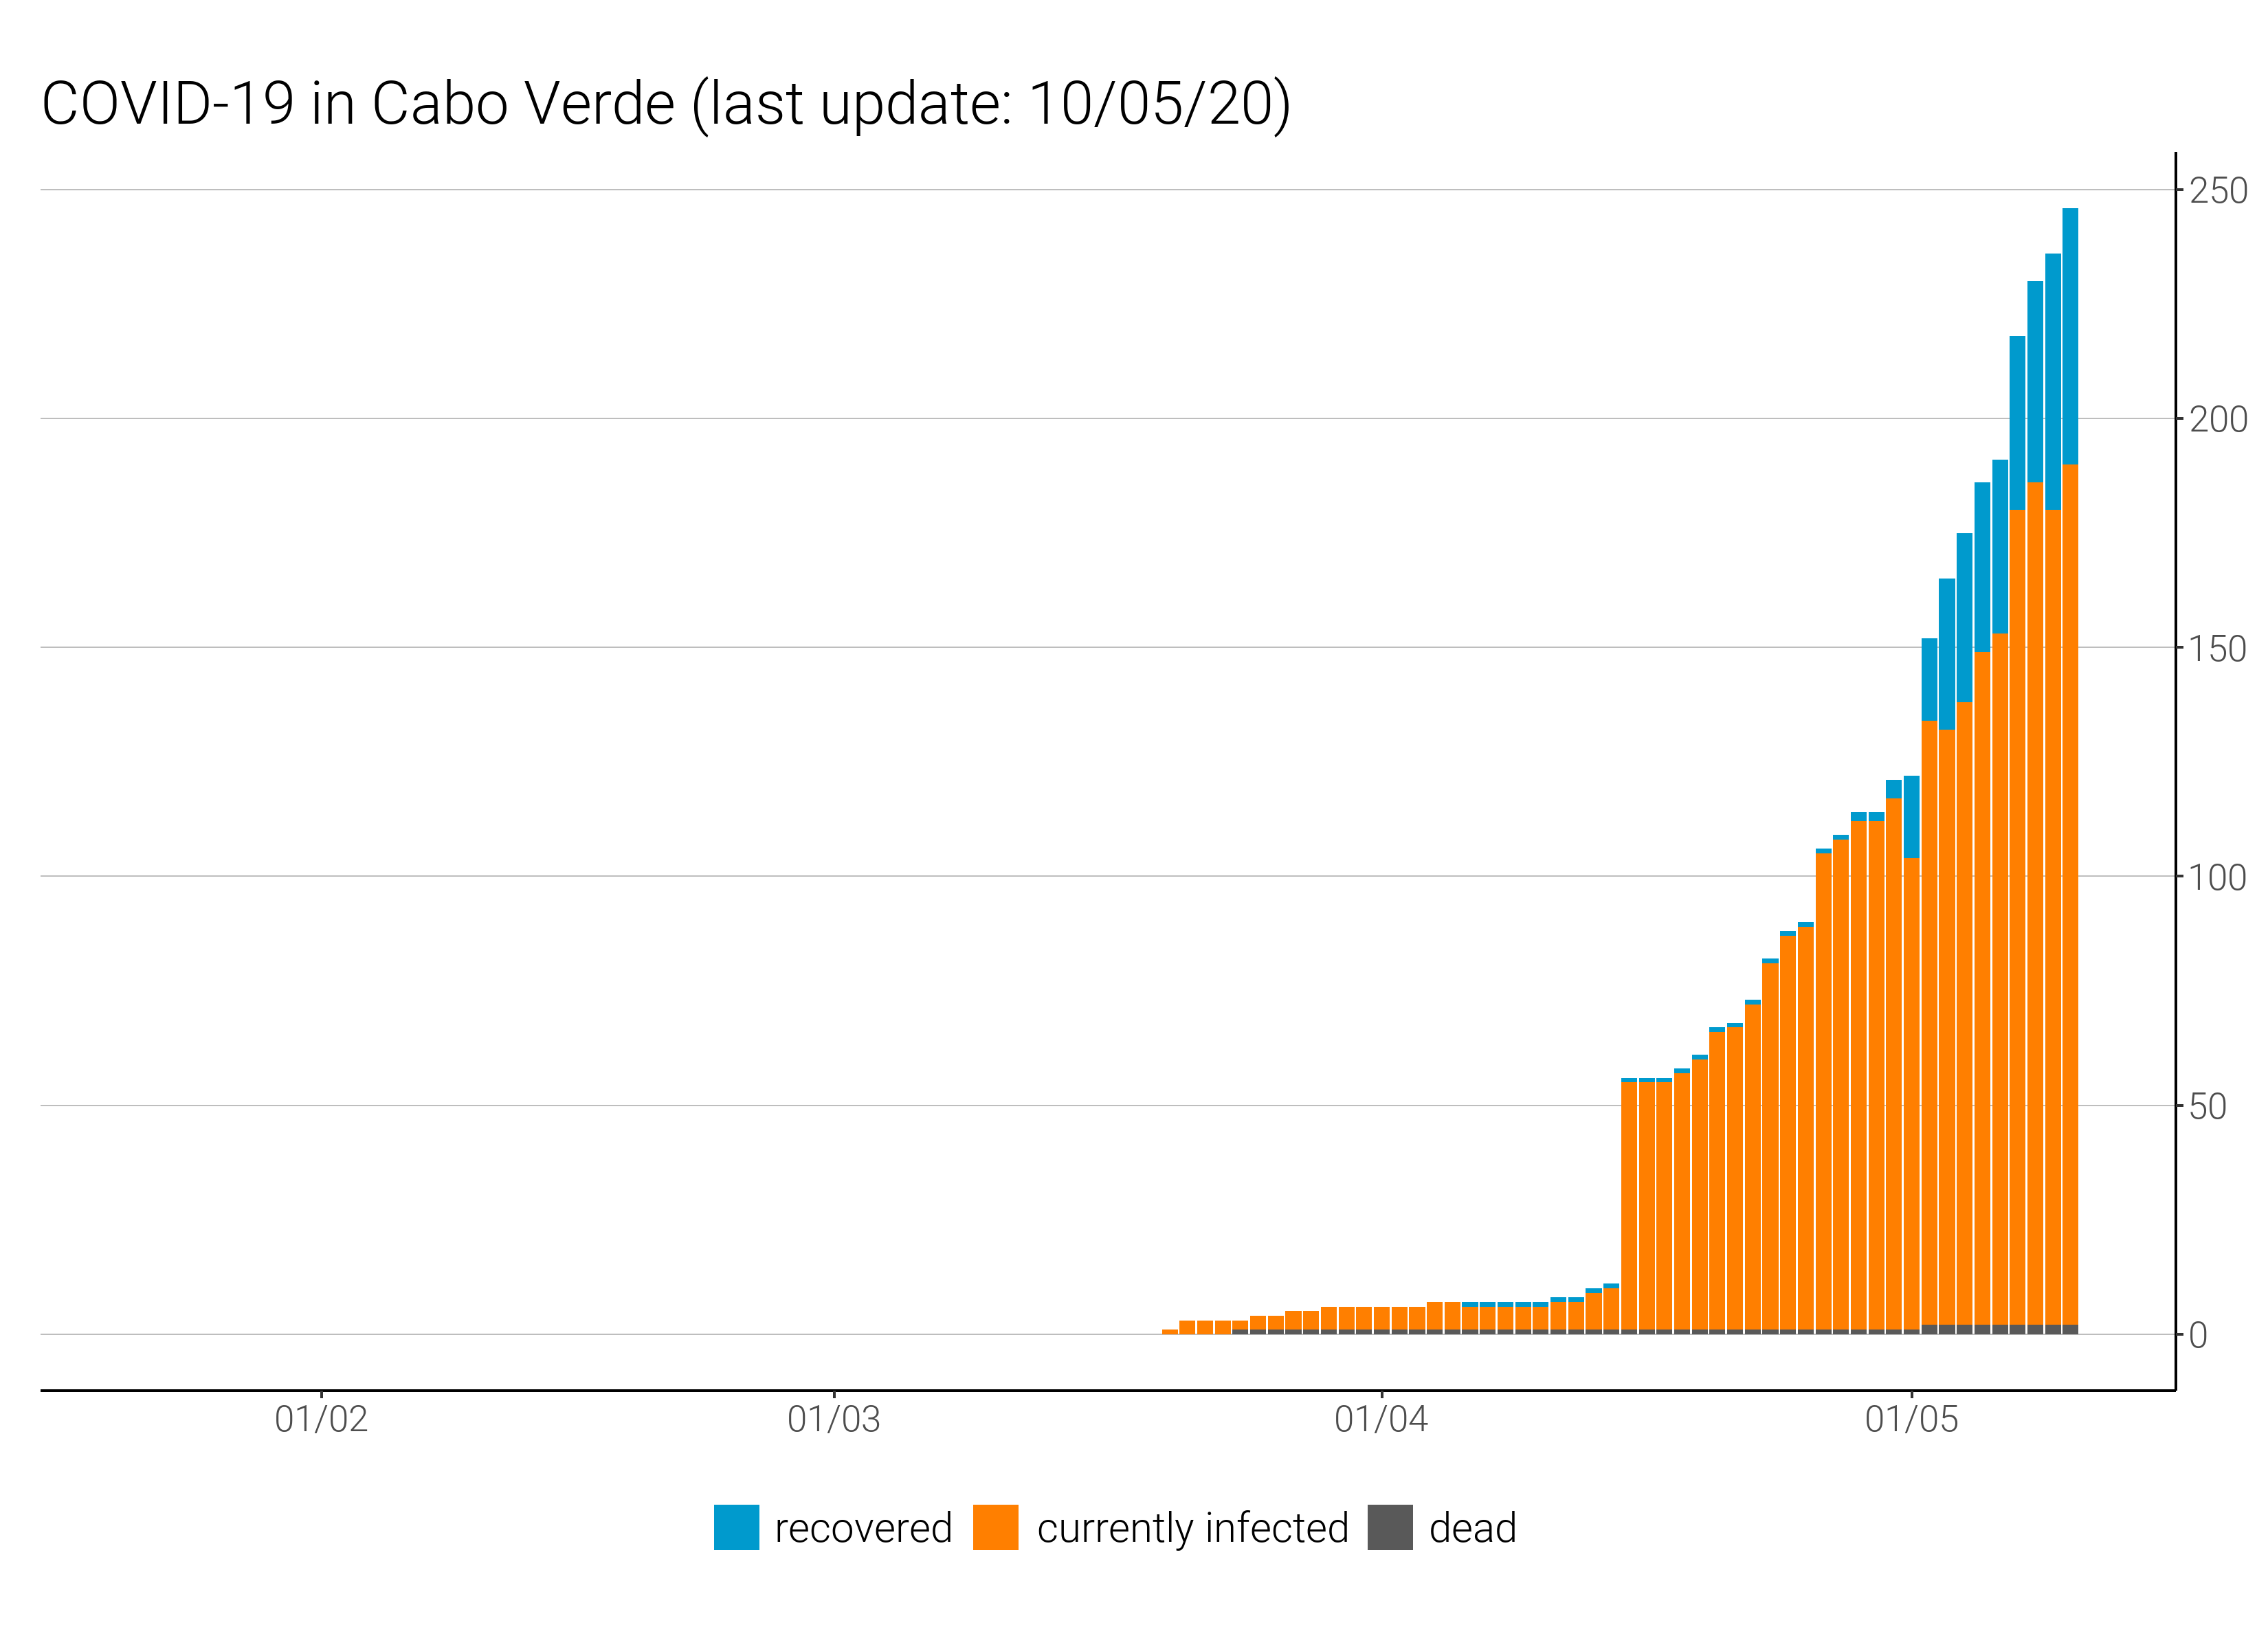 COVID-19 in Cabo Verde (last update: 10/05/20)
250
200
150
100
50
0
01/02 01/03 01/04 01/05
recovered currently infected dead